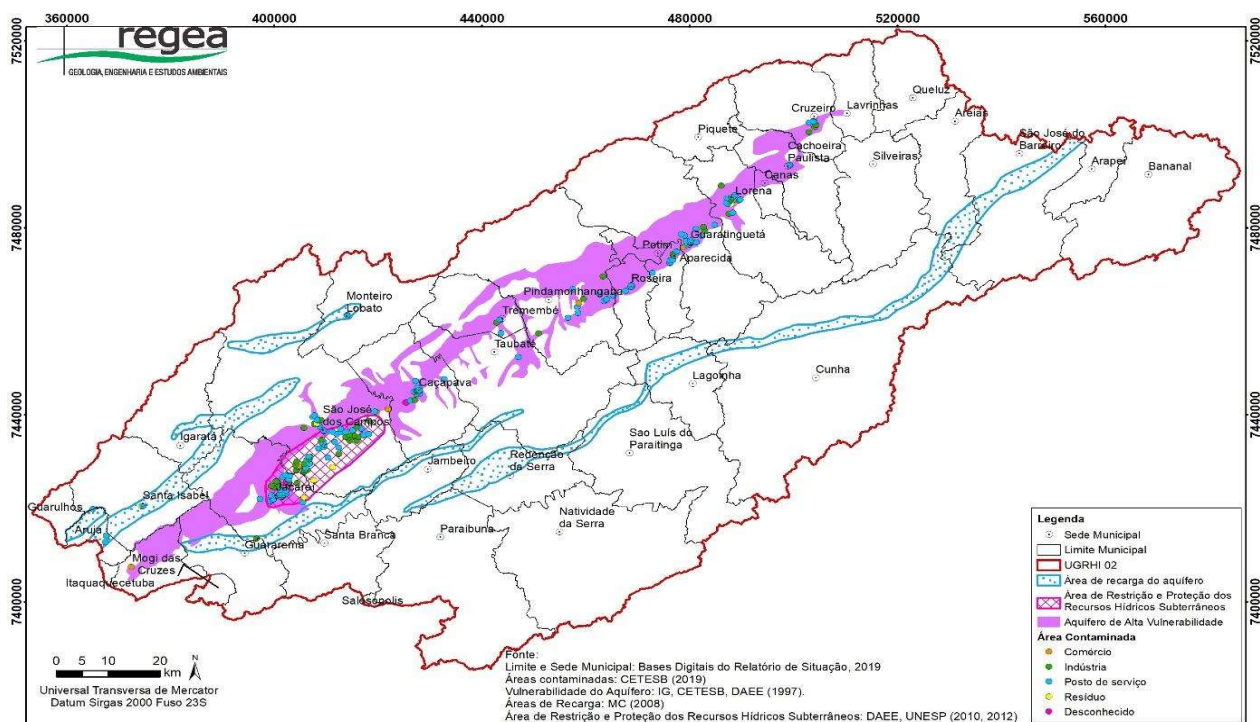 360000 400000 440000 480000 520000 560000
7520000 7520000
regea
GEOLOGIA, ENGENHARIA E ESTUDOS AMBIENTAIS
Queluz
Cruzeiro
Lavrinhas
Areias
Piquete
São José do
Barreiro
Cachoeira
Paulista
Silveiras
Arapeí
Bananal
Canas
Lorena
7480000 7480000
Potim
Guaratinguetá
Aparecida
Roseira
Pindamonhangaba
Monteiro
Lobato
Tremembé
Taubaté
Caçapava
Lagoinha
Cunha
7440000 7440000
São José
dos Campos
Igaratá
Sao Luís do
Paraitinga
Jambeiro
Redenção
da Serra
Jacareí
Santa Isabel
Guarulhos
Natividade
da Serra
Arujá
Paraibuna
Santa Branca
Guararema
Mogi das
Cruzes
Itaquaquecetuba
Salesópolis
7400000 7400000
Legenda
Sede Municipal
Limite Municipal
UGRHI 02
Área de recarga do aquífero
Área de Restrição e Proteção dos
Recursos Hídricos Subterrâneos
Aquífero de Alta Vulnerabilidade
Área Contaminada
Comércio
Indústria
Posto de serviço
Resíduo
Desconhecido
0 5 10 20
km
N
Universal Transversa de Mercator
Datum Sirgas 2000 Fuso 23S
Fonte:
Limite e Sede Municipal: Bases Digitais do Relatório de Situação, 2019
Áreas contaminadas: CETESB (2019)
Vulnerabilidade do Aquífero: IG, CETESB, DAEE (1997).
Áreas de Recarga: MC (2008)
Área de Restrição e Proteção dos Recursos Hídricos Subterrâneos: DAEE, UNESP (2010, 2012)